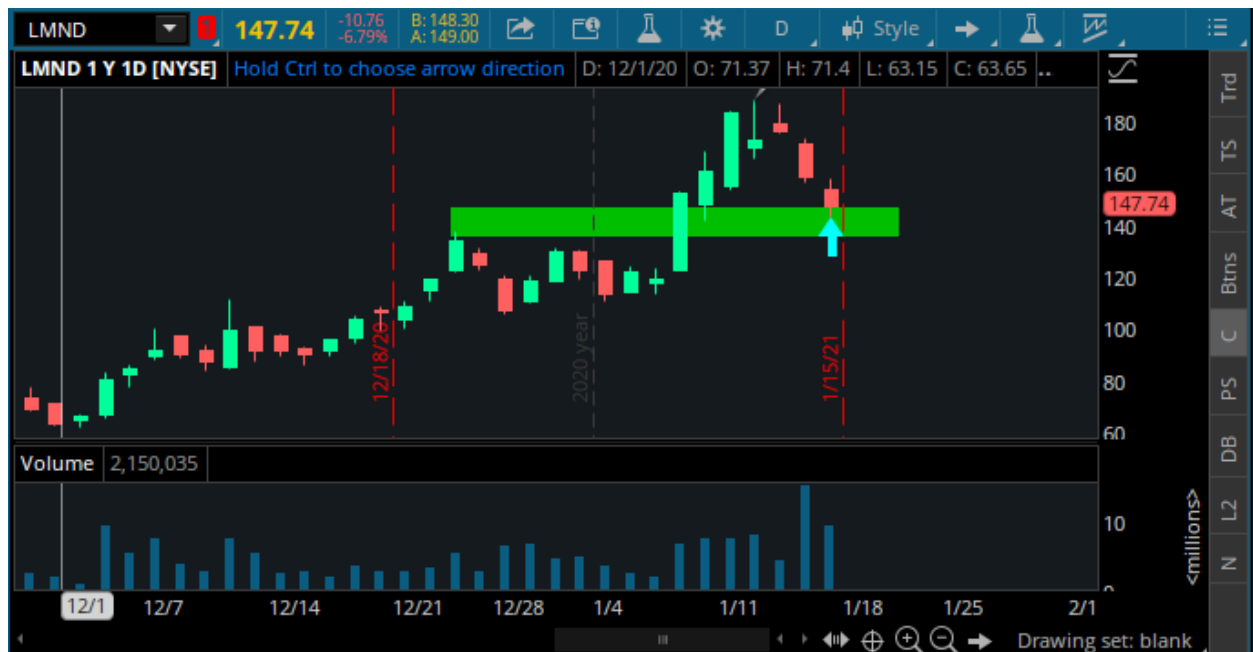 LMND 1 147.74 -10.76 B: 148.30 D Style
-6.79% A: 149.00
LMND 1 Y 1D [NYSE] Hold Ctrl to choose arrow direction D: 12/1/20 O: 71.37 H: 71.4 L: 63.15 C: 63.65 ..
Trd
TS
AT
Btns
C
PS
DB
L2
N
180
160
147.74
140
120
100
80
60
12/18/20
2020 year
1/15/21
Volume 2,150,035
10
0
<millions>
12/1 12/7 12/14 12/21 12/28 1/4 1/11 1/18 1/25 2/1
Drawing set: blank